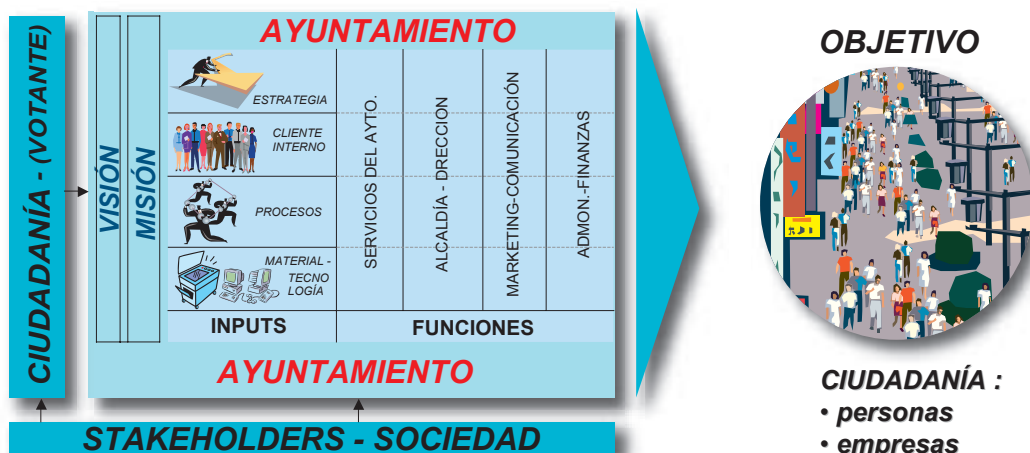 CIUDADANÍA - (VOTANTE)
VISIÓN
MISIÓN
AYUNTAMIENTO
ESTRATEGIA
CLIENTE
INTERNO
PROCESOS
MATERIAL -
TECNO
LOGÍA
INPUTS
SERVICIOS DEL AYTO.
ALCALDÍA - DRECCION
MARKETING-COMUNICACIÓN
ADMON.-FINANZAS
FUNCIONES
AYUNTAMIENTO
STAKEHOLDERS - SOCIEDAD
OBJETIVO
CIUDADANÍA :
• personas
• empresas